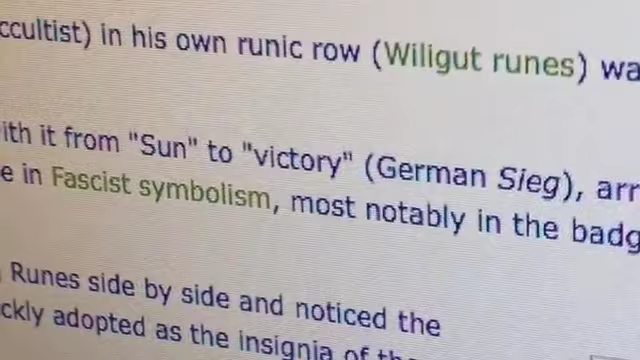 ccultist) in his own runic row (Wiligut runes) wa
ith it from "Sun" to "victory" (German Sieg), arr
e in Fascist symbolism, most notably in the badg
Runes side by side and noticed the
ckly adopted as the insignia of the